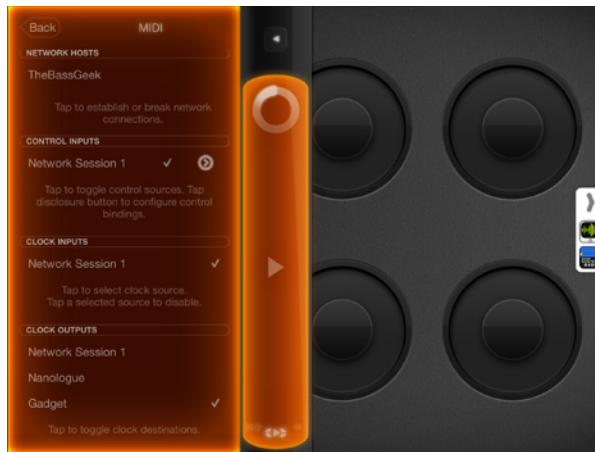 Back
MIDI
NETWORK HOSTS
TheBassGeek
Tap to establish or break network
connections.
CONTROL INPUTS
Network Session 1 ✓
Tap to toggle control sources. Tap
disclosure button to configure control
bindings.
CLOCK INPUTS
Network Session 1 ✓
Tap to select clock source.
Tap a selected source to disable.
CLOCK OUTPUTS
Network Session 1
Nanologue
Gadget ✓
Tap to toggle clock destinations.